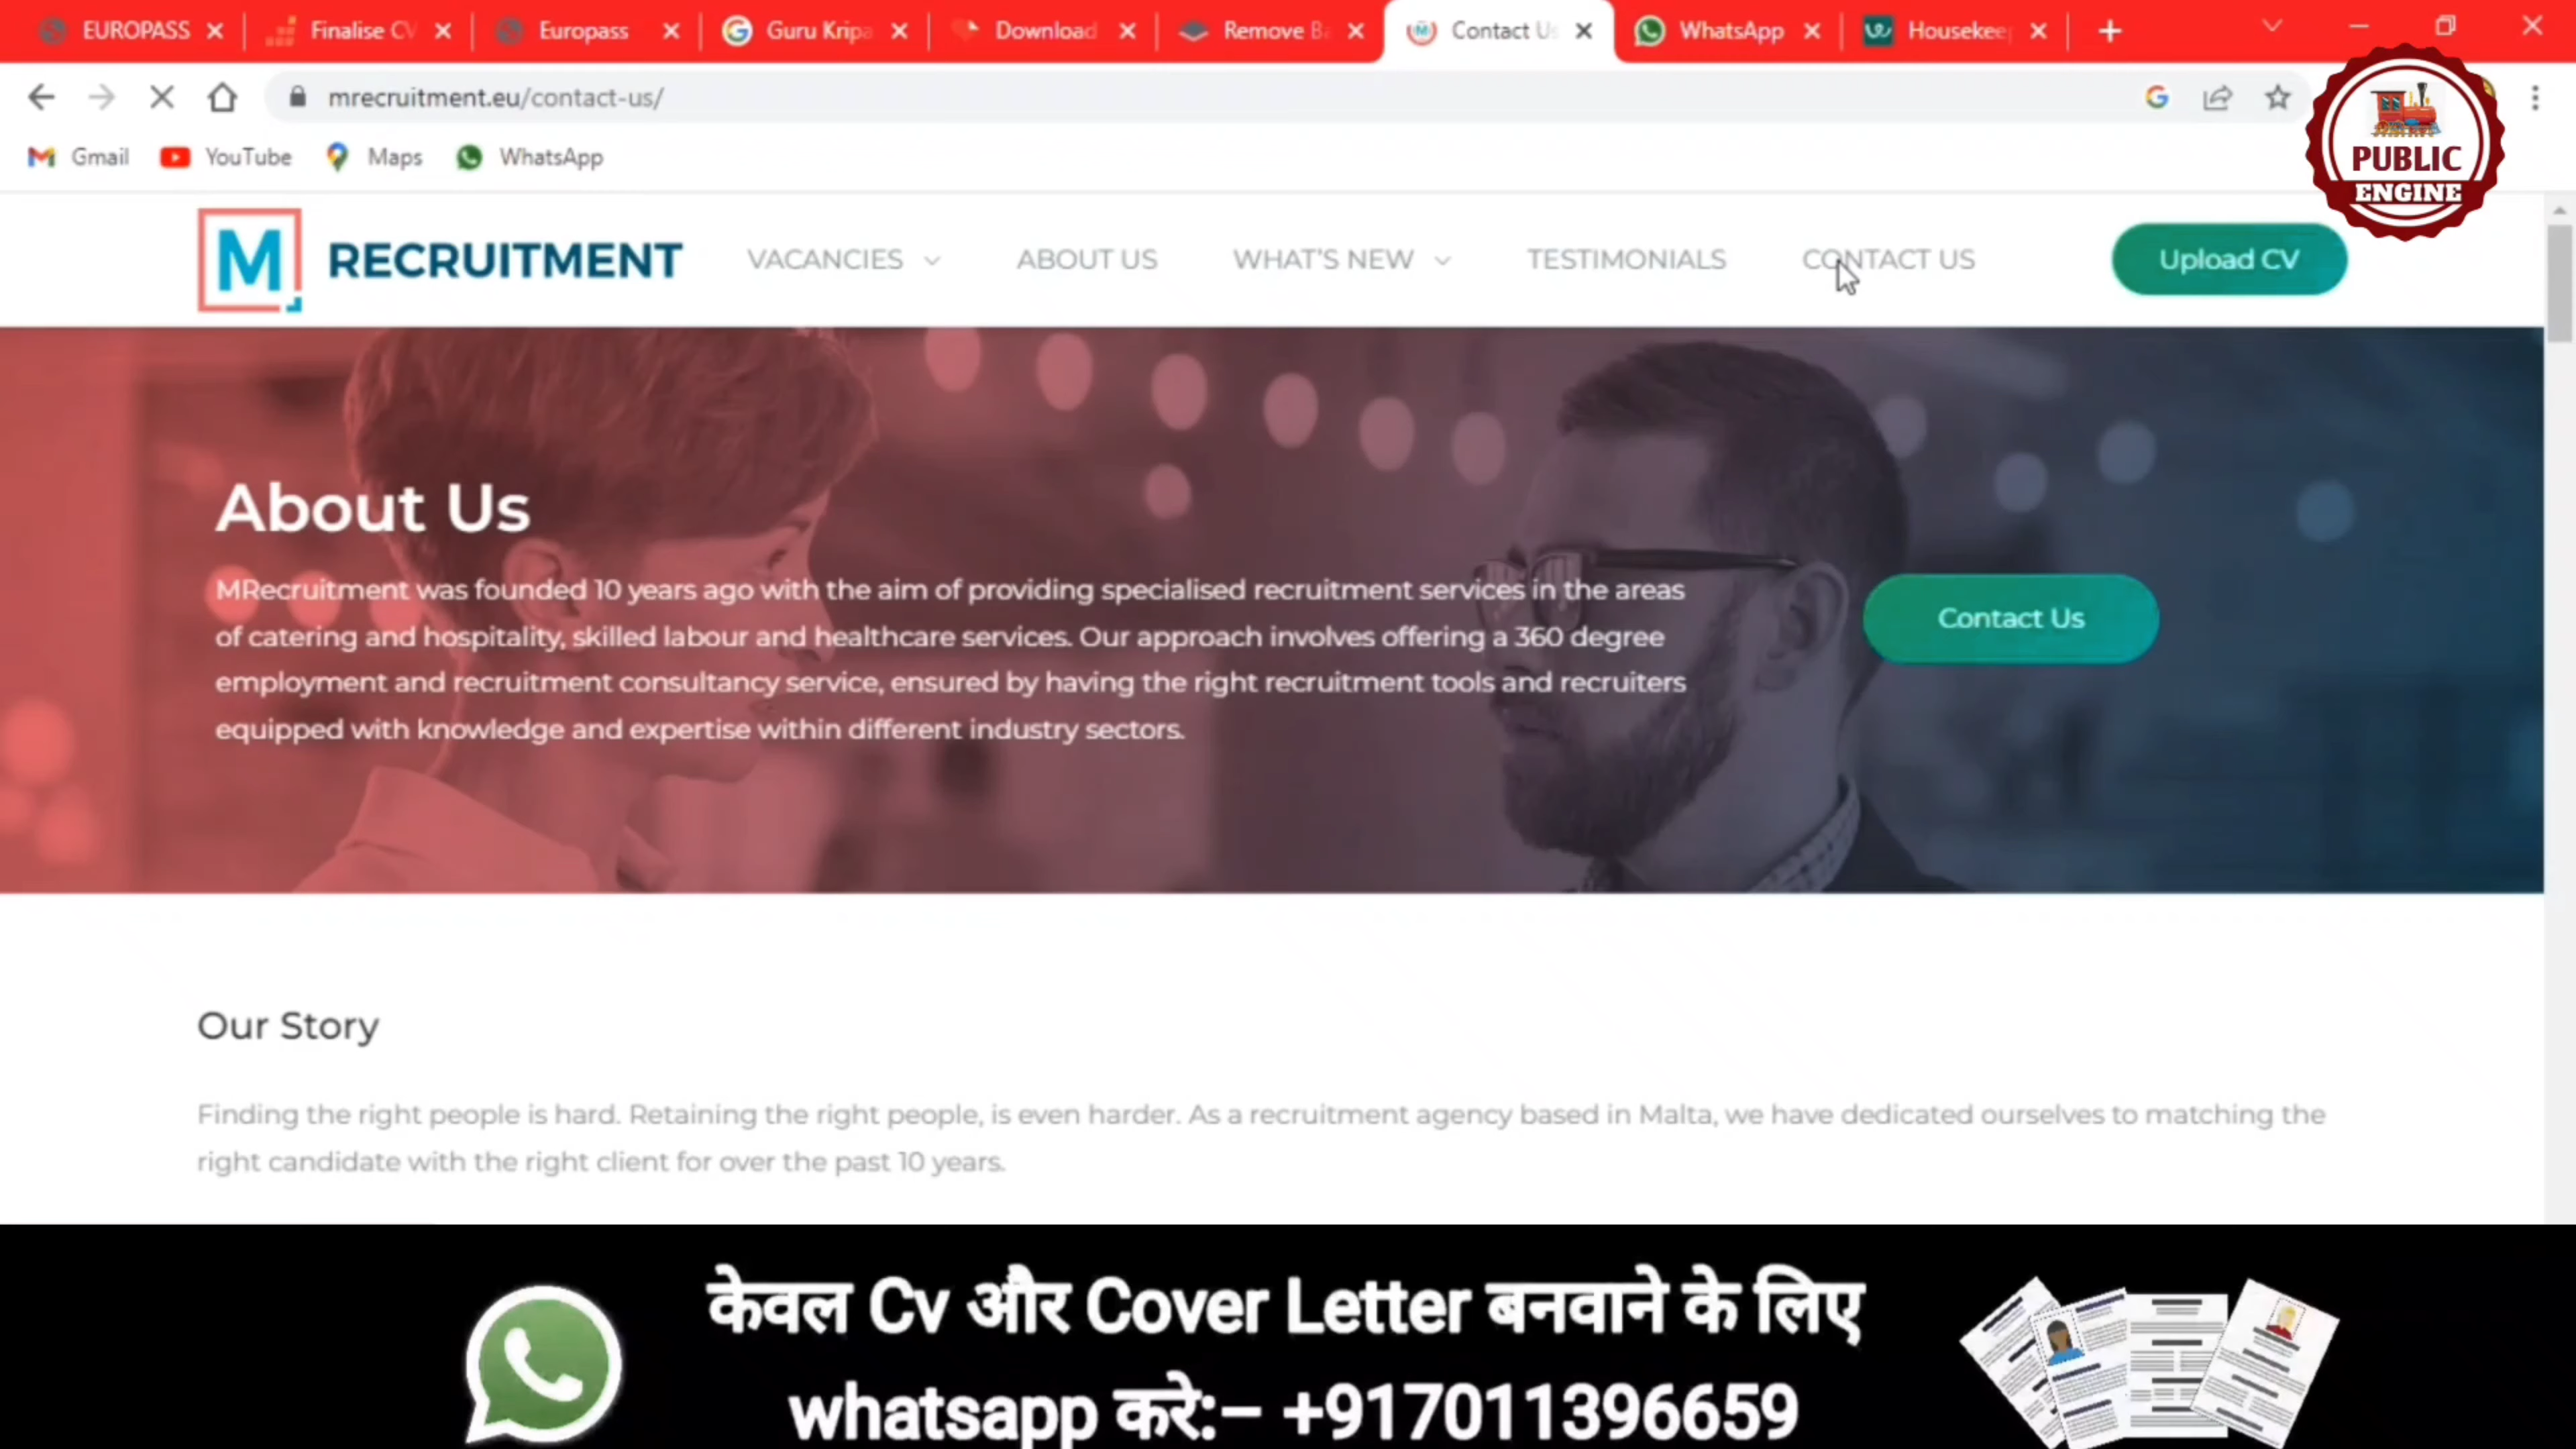 EUROPASS
Finalise CV
Europass
Guru Kripa
Download
Remove Ba
Contact Us
WhatsApp
Housekee
mrecruitment.eu/contact-us/
Gmail
YouTube
Maps
WhatsApp
PUBLIC
ENGINE
M RECRUITMENT
VACANCIES
ABOUT US
WHAT'S NEW
TESTIMONIALS
CONTACT US
Upload CV
About Us
MRecruitment was founded 10 years ago with the aim of providing specialised recruitment services in the areas
of catering and hospitality, skilled labour and healthcare services. Our approach involves offering a 360 degree
employment and recruitment consultancy service, ensured by having the right recruitment tools and recruiters
equipped with knowledge and expertise within different industry sectors.
Contact Us
Our Story
Finding the right people is hard. Retaining the right people, is even harder. As a recruitment agency based in Malta, we have dedicated ourselves to matching the
right candidate with the right client for over the past 10 years.
केवल Cv और Cover Letter बनवाने के लिए
whatsapp करे:– +917011396659